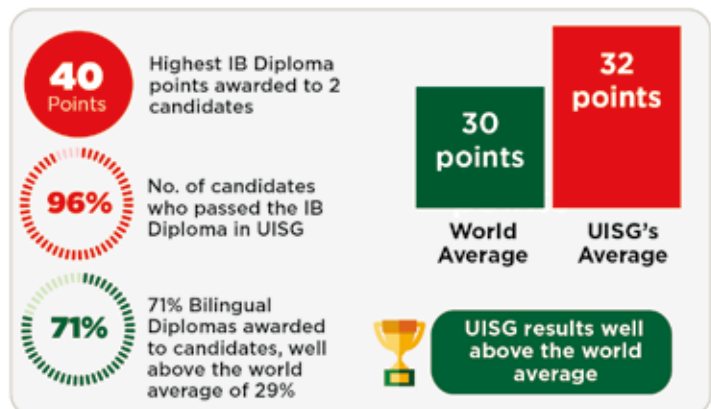 40
Points
Highest IB Diploma
points awarded to 2
candidates
96%
No. of candidates
who passed the IB
Diploma in UISG
71%
71% Bilingual
Diplomas awarded
to candidates, well
above the world
average of 29%
30
points
32
points
World
Average
UISG's
Average
UISG results well
above the world
average